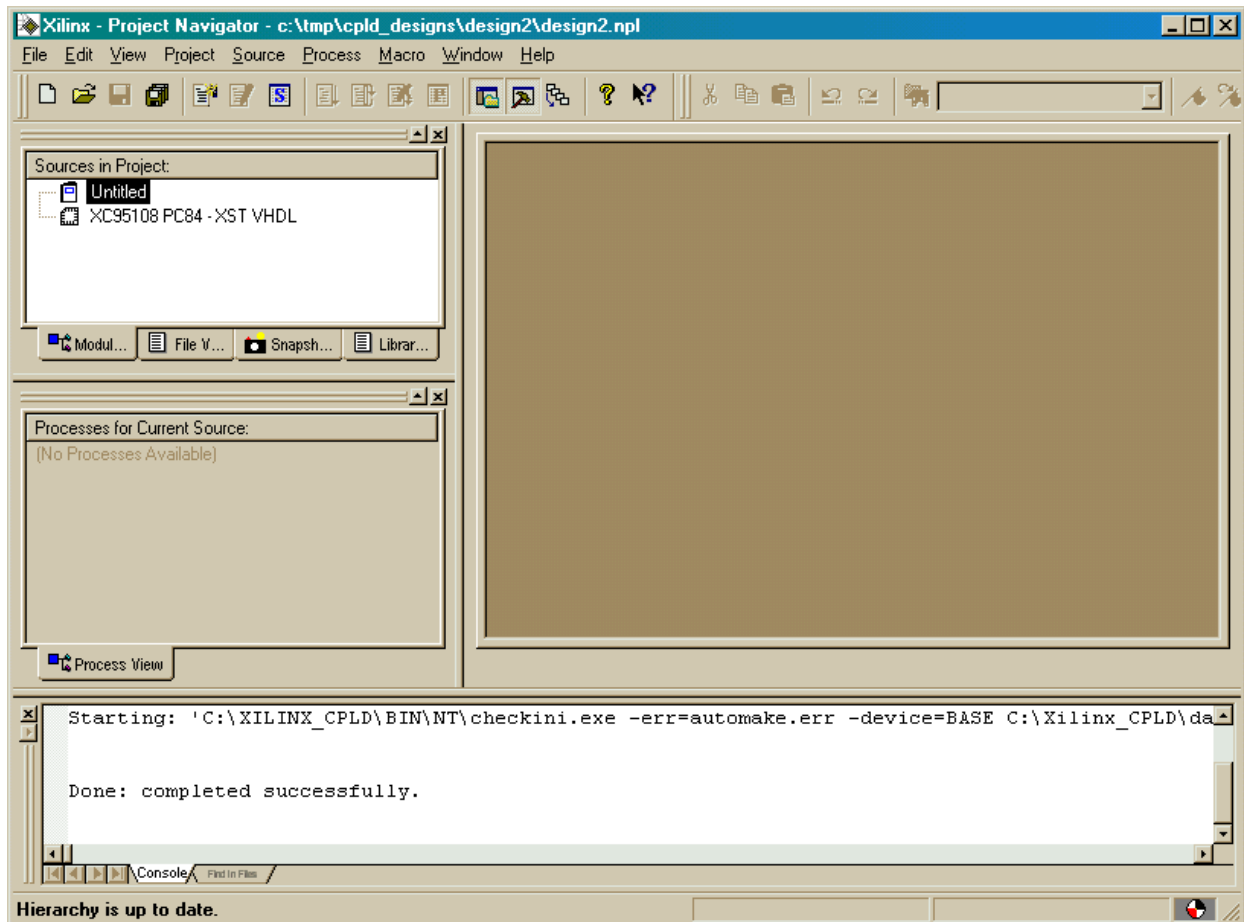 Xilinx - Project Navigator - c:\tmp\cpld_designs\design2\design2.npl
File Edit View Project Source Process Macro Window Help
Sources in Project:
Untitled
XC95108 PC84 - XST VHDL
Modul... File V... Snapsh... Librar...
Processes for Current Source:
(No Processes Available)
Process View
Starting: 'C:\XILINX_CPLD\BIN\NT\checkini.exe -err=automake.err -device=BASE C:\Xilinx_CPLD\da
Done: completed successfully.
Console Find in Files
Hierarchy is up to date.